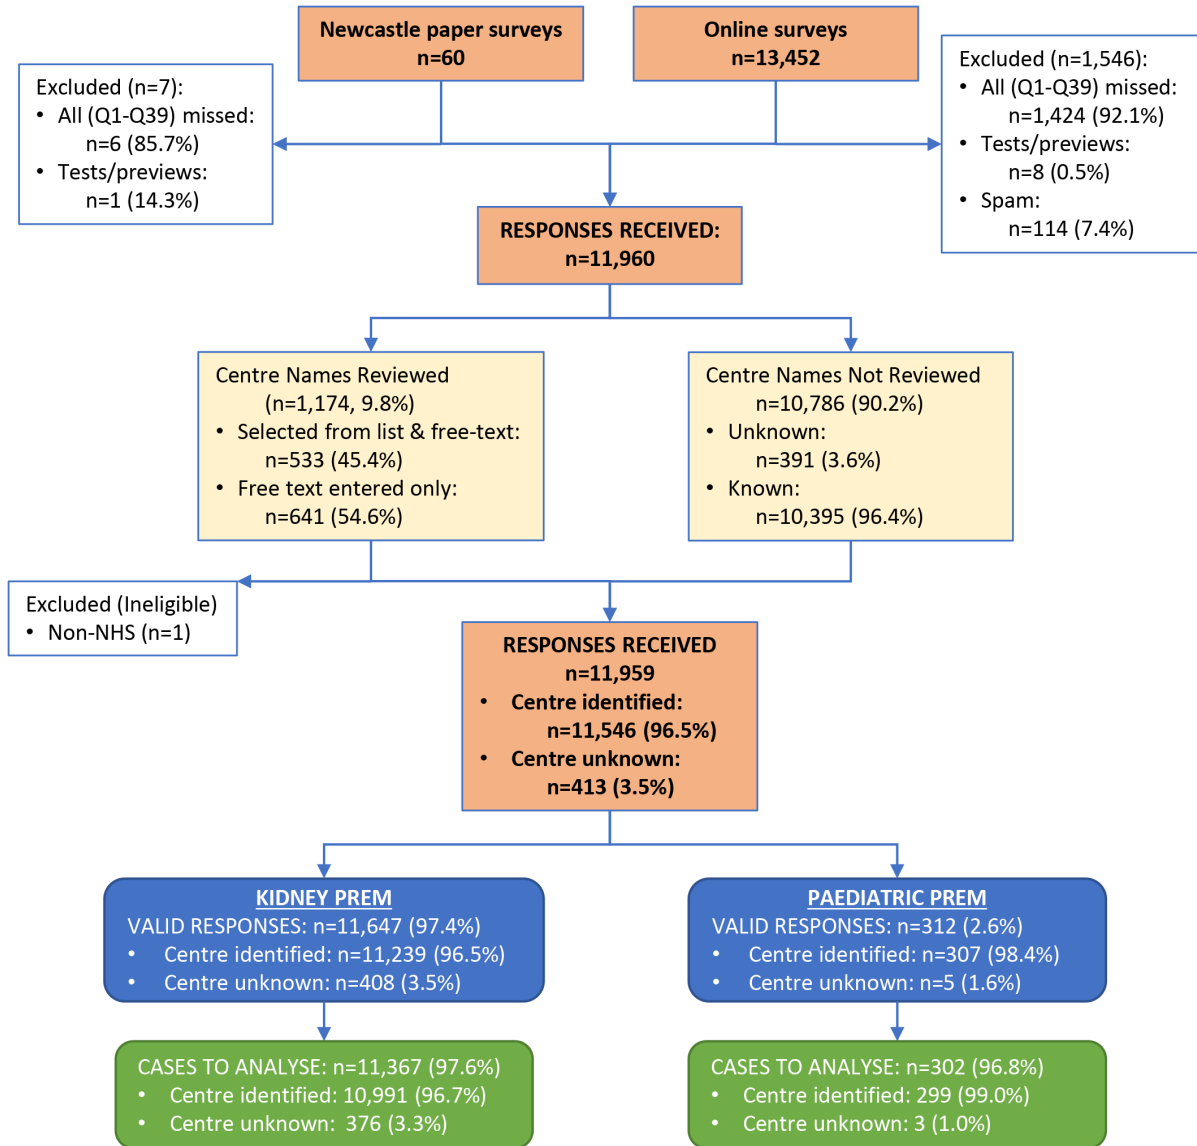 Newcastle paper surveys
n=60
Online surveys
n=13,452
Excluded (n=7):
• All (Q1-Q39) missed:
n=6 (85.7%)
• Tests/previews:
n=1 (14.3%)
Excluded (n=1,546):
• All (Q1-Q39) missed:
n=1,424 (92.1%)
• Tests/previews:
n=8 (0.5%)
• Spam:
n=114 (7.4%)
RESPONSES RECEIVED:
n=11,960
Centre Names Reviewed
(n=1,174, 9.8%)
• Selected from list & free-text:
n=533 (45.4%)
• Free text entered only:
n=641 (54.6%)
Centre Names Not Reviewed
n=10,786 (90.2%)
• Unknown:
n=391 (3.6%)
• Known:
n=10,395 (96.4%)
Excluded (Ineligible)
• Non-NHS (n=1)
RESPONSES RECEIVED
n=11,959
• Centre identified:
n=11,546 (96.5%)
• Centre unknown:
n=413 (3.5%)
KIDNEY PREM
VALID RESPONSES: n=11,647 (97.4%)
• Centre identified: n=11,239 (96.5%)
• Centre unknown: n=408 (3.5%)
PAEDIATRIC PREM
VALID RESPONSES: n=312 (2.6%)
• Centre identified: n=307 (98.4%)
• Centre unknown: n=5 (1.6%)
CASES TO ANALYSE: n=11,367 (97.6%)
• Centre identified: 10,991 (96.7%)
• Centre unknown: 376 (3.3%)
CASES TO ANALYSE: n=302 (96.8%)
• Centre identified: 299 (99.0%)
• Centre unknown: 3 (1.0%)